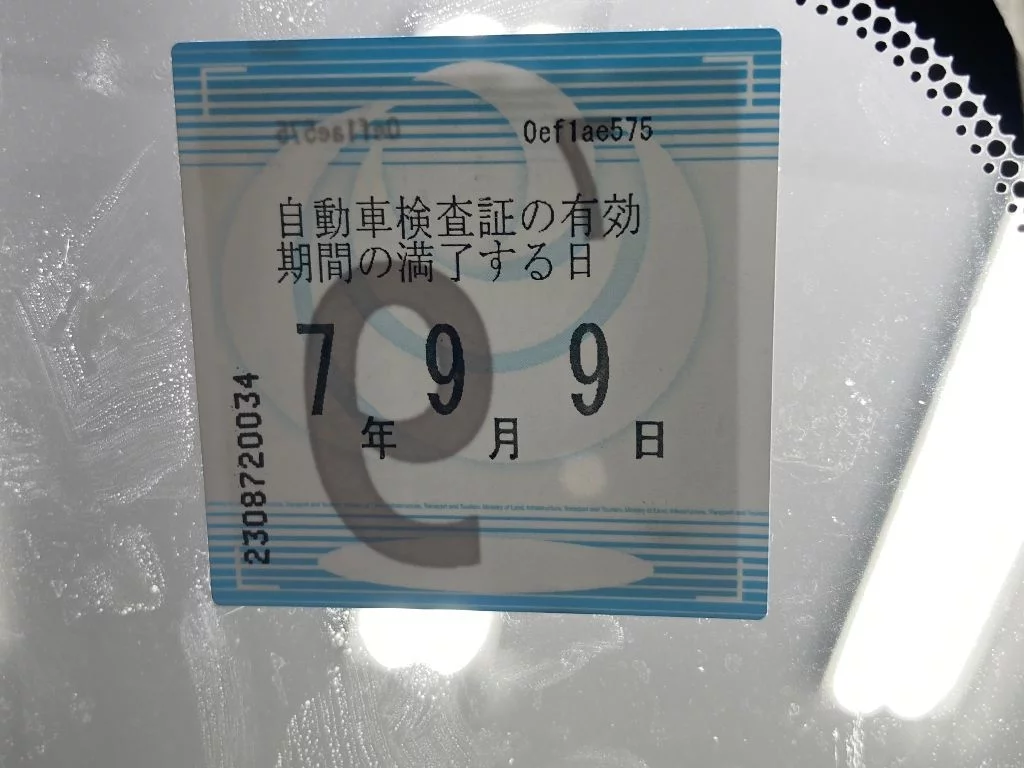 0ef1ae575
自動車検査証の有効
期間の満了する日
7年9月9日
2308720034